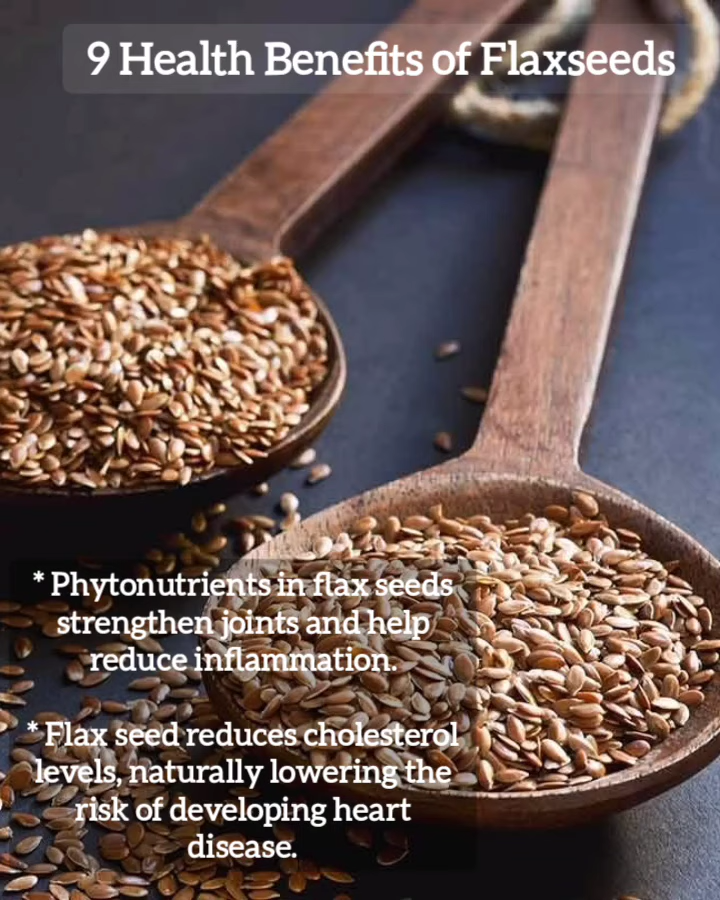 9 Health Benefits of Flaxseeds
* Phytonutrients in flax seeds
strengthen joints and help
reduce inflammation.
* Flax seed reduces cholesterol
levels, naturally lowering the
risk of developing heart
disease.